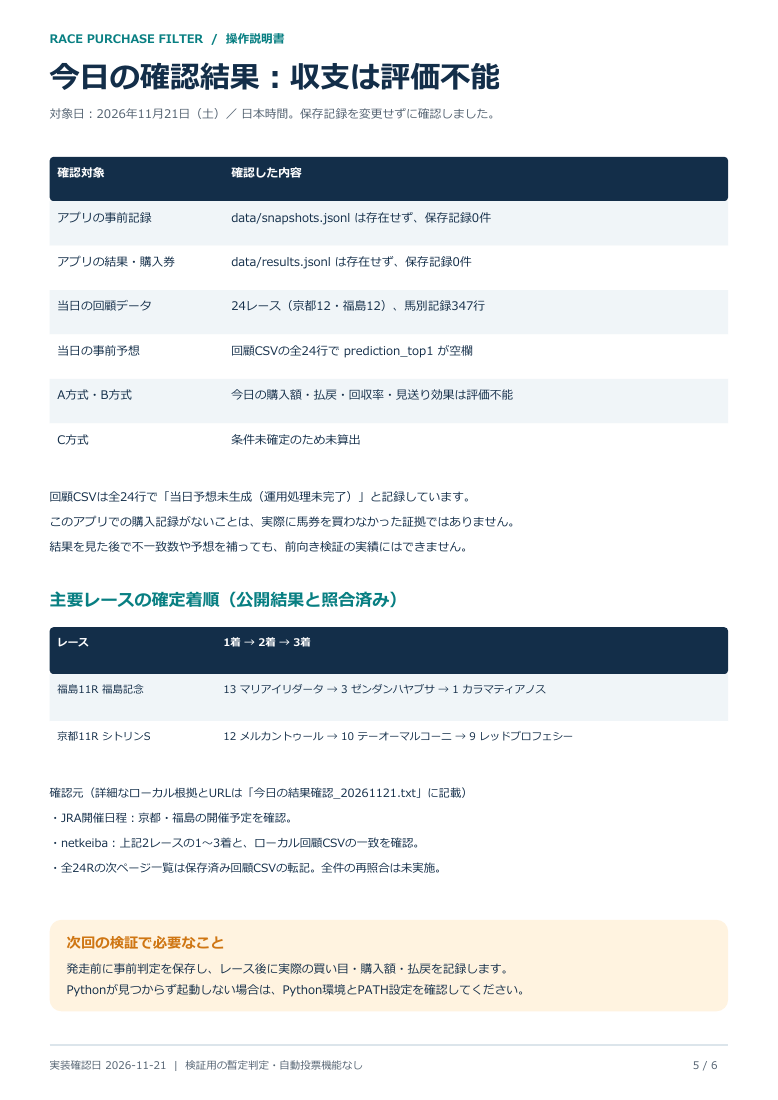 RACE PURCHASE FILTER / 操作説明書
今日の確認結果：収支は評価不能
対象日：2026年11月21日（土）／ 日本時間。保存記録を変更せずに確認しました。
確認対象 確認した内容
アプリの事前記録 data/snapshots.jsonl は存在せず、保存記録0件
アプリの結果・購入券 data/results.jsonl は存在せず、保存記録0件
当日の回顧データ 24レース（京都12・福島12）、馬別記録347行
当日の事前予想 回顧CSVの全24行で prediction_top1 が空欄
A方式・B方式 今日の購入額・払戻・回収率・見送り効果は評価不能
C方式 条件未確定のため未算出
回顧CSVは全24行で「当日予想未生成（運用処理未完了）」と記録しています。
このアプリでの購入記録がないことは、実際に馬券を買わなかった証拠ではありません。
結果を見た後で不一致数や予想を補っても、前向き検証の実績にはできません。
主要レースの確定着順（公開結果と照合済み）
レース 1着 → 2着 → 3着
福島11R 福島記念 13 マリアイリダータ → 3 ゼンダンハヤブサ → 1 カラマティアノス
京都11R シトリンS 12 メルカントゥール → 10 テーオーマルコーニ → 9 レッドプロフェシー
確認元（詳細なローカル根拠とURLは「今日の結果確認_20261121.txt」に記載）
・JRA開催日程：京都・福島の開催予定を確認。
・netkeiba：上記2レースの1～3着と、ローカル回顧CSVの一致を確認。
・全24Rの次ページ一覧は保存済み回顧CSVの転記。全件の再照合は未実施。
次回の検証で必要なこと
発走前に事前判定を保存し、レース後に実際の買い目・購入額・払戻を記録します。
Pythonが見つからず起動しない場合は、Python環境とPATH設定を確認してください。
実装確認日 2026-11-21 | 検証用の暫定判定・自動投票機能なし
5 / 6